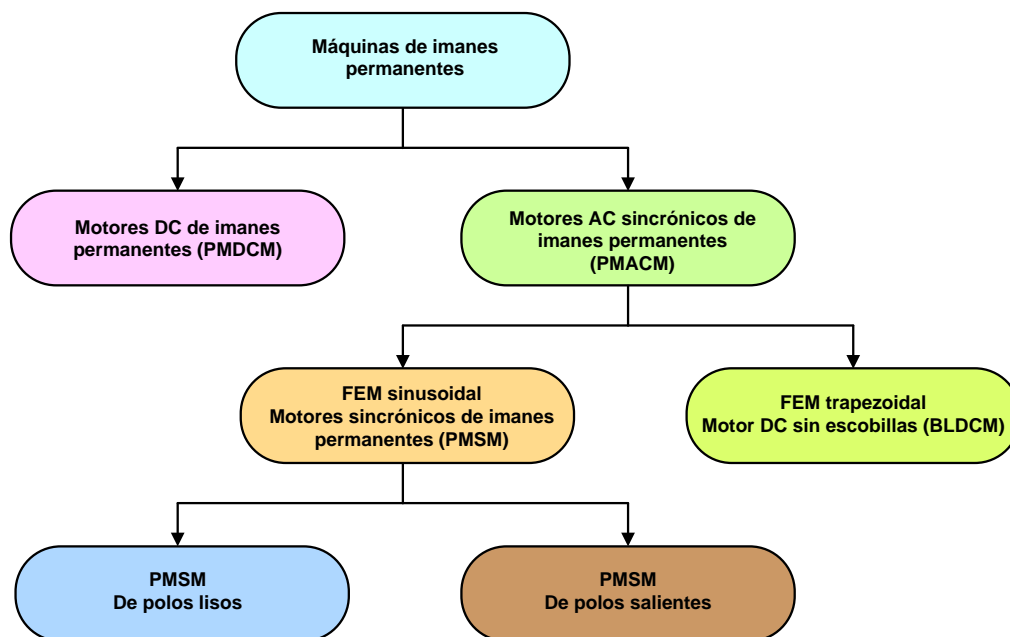 Máquinas de imanes
permanentes
Motores DC de imanes
permanentes (PMDCM)
Motores AC sincrónicos de
imanes permanentes
(PMACM)
FEM sinusoidal
Motores sincrónicos de imanes
permanentes (PMSM)
FEM trapezoidal
Motor DC sin escobillas (BLDCM)
PMSM
De polos lisos
PMSM
De polos salientes